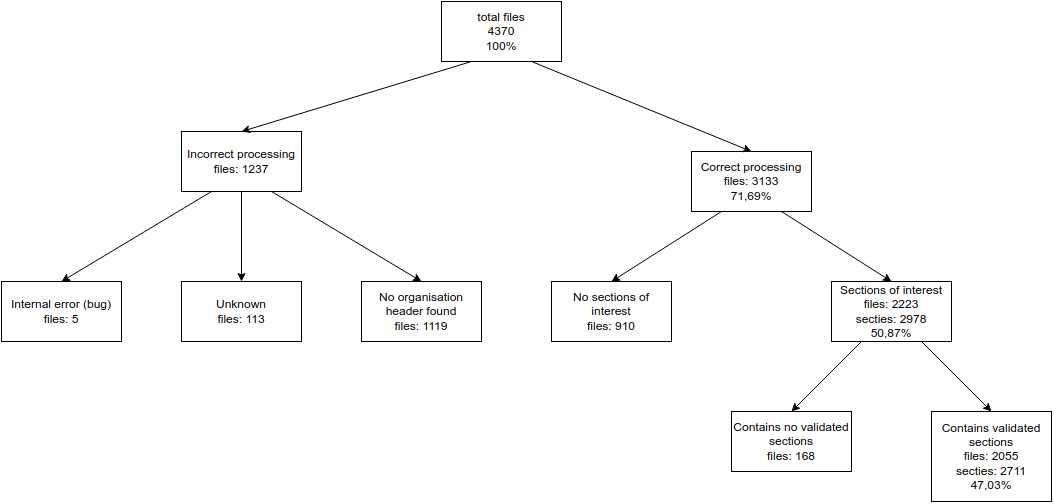 total files
4370
100%
Incorrect processing
files: 1237
Correct processing
files: 3133
71,69%
Internal error (bug)
files: 5
Unknown
files: 113
No organisation
header found
files: 1119
No sections of
interest
files: 910
Sections of interest
files: 2223
secties: 2978
50,87%
Contains no validated
sections
files: 168
Contains validated
sections
files: 2055
secties: 2711
47,03%